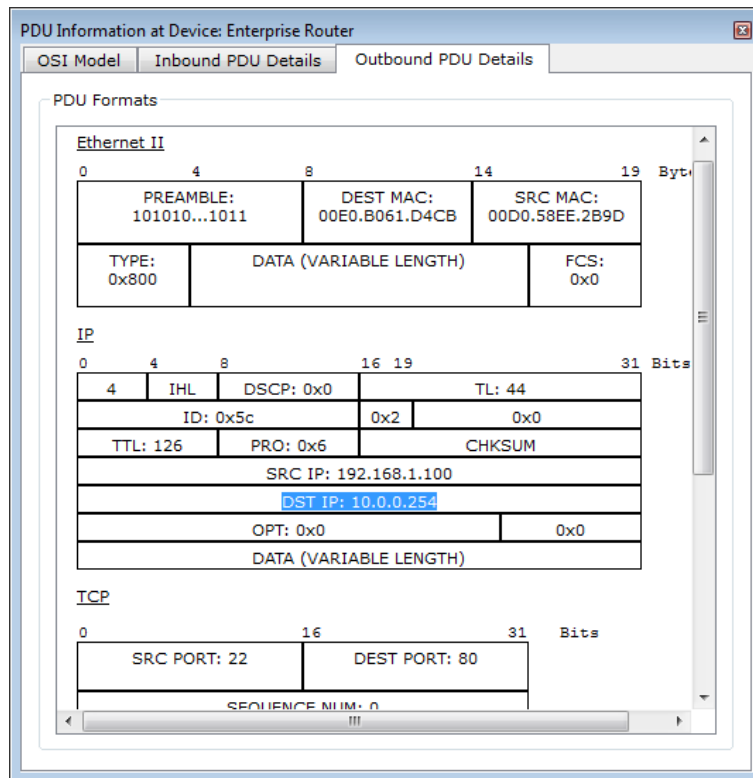 PDU Information at Device: Enterprise Router
OSI Model Inbound PDU Details Outbound PDU Details
PDU Formats
Ethernet II
0 4 8 14 19 Byt
PREAMBLE: DEST MAC: SRC MAC:
101010...1011 00E0.B061.D4CB 00D0.58EE.2B9D
TYPE: DATA (VARIABLE LENGTH) FCS:
0x800 0x0
IP
0 4 8 16 19 31 Bits
4 IHL DSCP: 0x0 TL: 44
ID: 0x5c 0x2 0x0
TTL: 126 PRO: 0x6 CHKSUM
SRC IP: 192.168.1.100
DST IP: 10.0.0.254
OPT: 0x0 0x0
DATA (VARIABLE LENGTH)
TCP
0 16 31 Bits
SRC PORT: 22 DEST PORT: 80
SEQUENCE NUM: 0